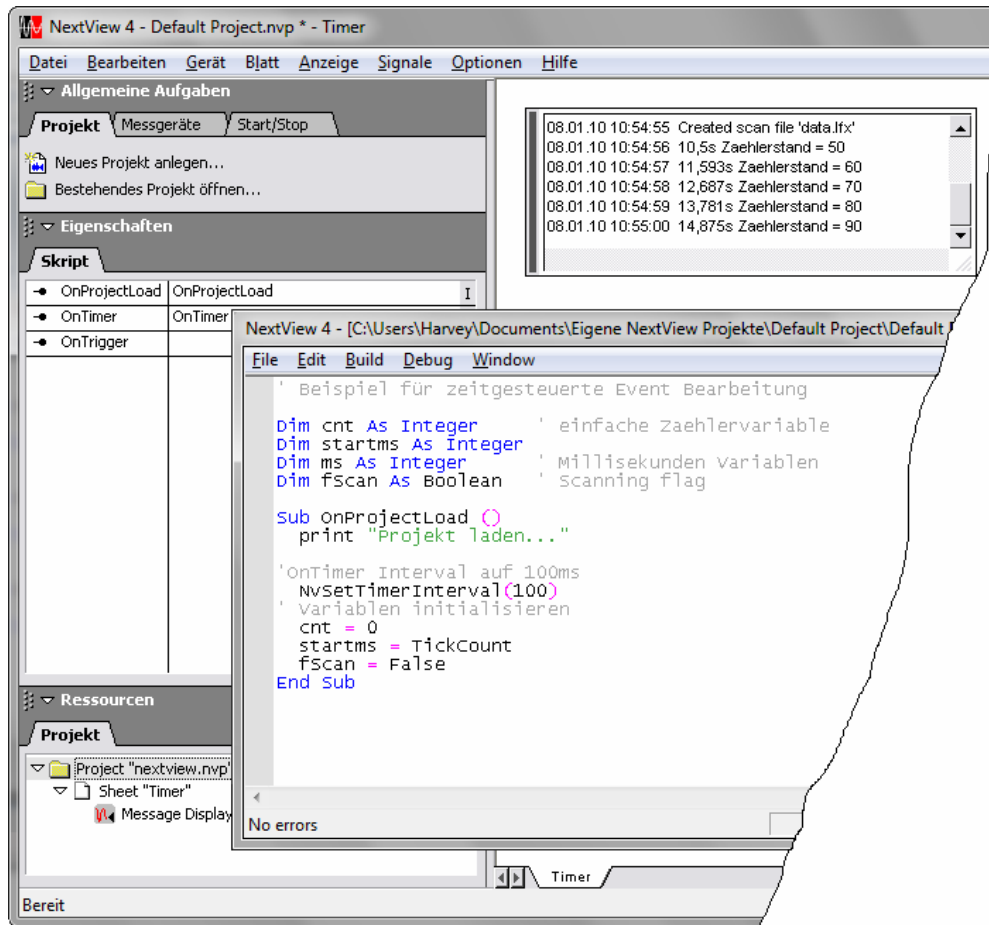 NextView 4 - Default Project.nvp * - Timer
Datei Bearbeiten Gerät Blatt Anzeige Signale Optionen Hilfe
Allgemeine Aufgaben
Projekt Messgeräte Start/Stop
Neues Projekt anlegen...
Bestehendes Projekt öffnen...
Eigenschaften
Skript
OnProjectLoad OnProjectLoad
OnTimer OnTimer
OnTrigger
08.01.10 10:54:55 Created scan file 'data.lfx'
08.01.10 10:54:56 10,5s Zaehlerstand = 50
08.01.10 10:54:57 11,593s Zaehlerstand = 60
08.01.10 10:54:58 12,687s Zaehlerstand = 70
08.01.10 10:54:59 13,781s Zaehlerstand = 80
08.01.10 10:55:00 14,875s Zaehlerstand = 90
NextView 4 - [C:\Users\Harvey\Documents\Eigene NextView Projekte\Default Project\Default
File Edit Build Debug Window
' Beispiel für zeitgesteuerte Event Bearbeitung
Dim cnt As Integer ' einfache Zaehlervariable
Dim startms As Integer
Dim ms As Integer ' Millisekunden Variablen
Dim fScan As Boolean ' Scanning flag
Sub OnProjectLoad ()
print "Projekt laden..."
'OnTimer Interval auf 100ms
NvSetTimerInterval(100)
' Variablen initialisieren
cnt = 0
startms = TickCount
fScan = False
End Sub
No errors
Ressourcen
Projekt
Project "nextview.nvp"
Sheet "Timer"
Message Display
Timer
Bereit